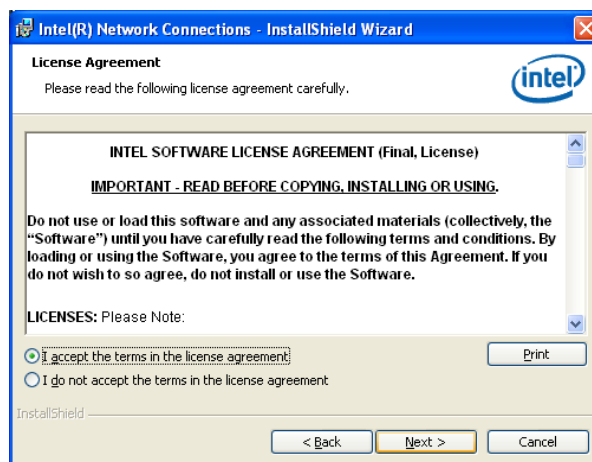 Intel(R) Network Connections - InstallShield Wizard
License Agreement
Please read the following license agreement carefully.
intel
INTEL SOFTWARE LICENSE AGREEMENT (Final, License)
IMPORTANT - READ BEFORE COPYING, INSTALLING OR USING.
Do not use or load this software and any associated materials (collectively, the
“Software”) until you have carefully read the following terms and conditions. By
loading or using the Software, you agree to the terms of this Agreement. If you
do not wish to so agree, do not install or use the Software.
LICENSES: Please Note:
I accept the terms in the license agreement
Print
I do not accept the terms in the license agreement
InstallShield
< Back
Next >
Cancel